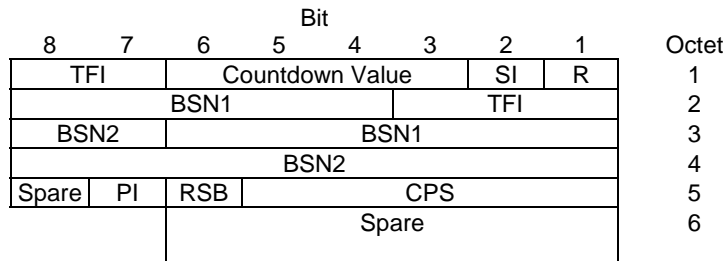 Bit
8 7 6 5 4 3 2 1 Octet
TFI Countdown Value SI R 1
BSN1 TFI 2
BSN2 BSN1 3
BSN2 4
Spare PI RSB CPS 5
Spare 6